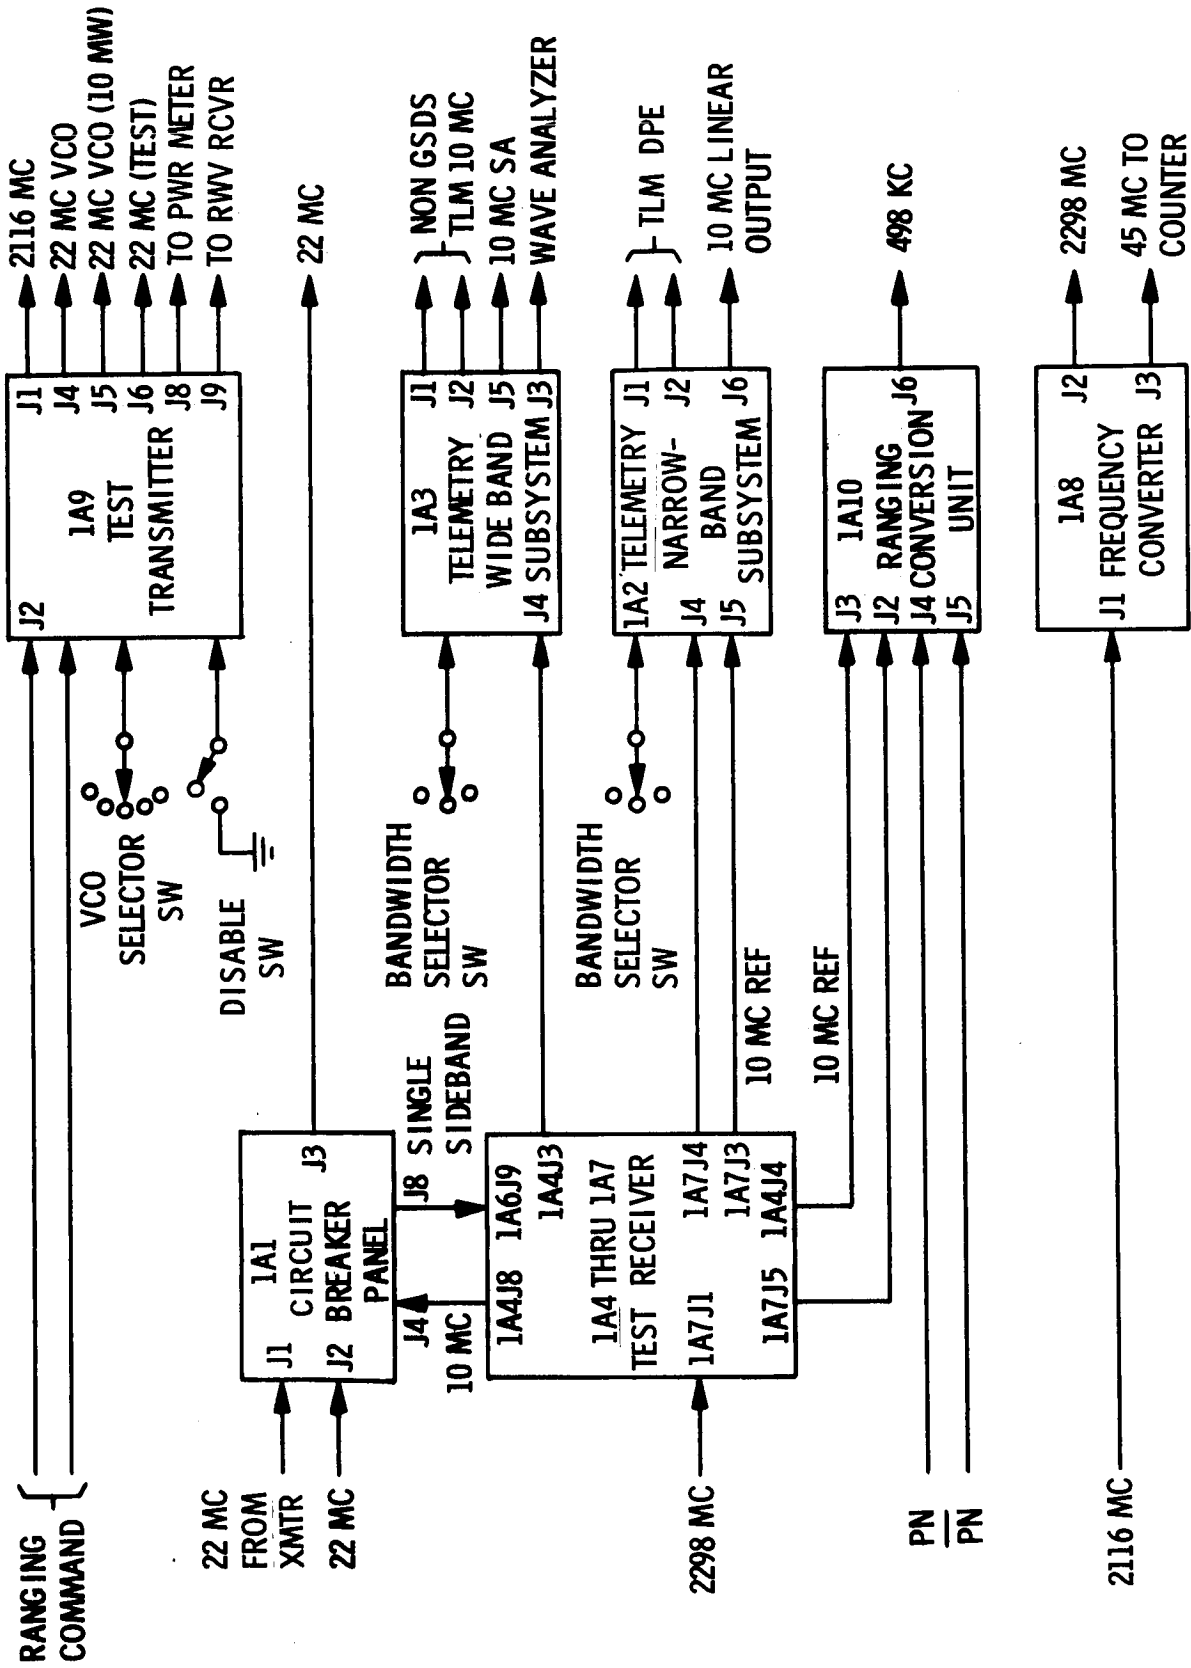 RANGING
COMMAND
J2
1A9
TEST
TRANSMITTER
J1
J4
J5
J6
J8
J9
2116 MC
22 MC VCO
22 MC VCO (10 MW)
22 MC (TEST)
TO PWR METER
TO RWV RCVR
VCO
SELECTOR
SW
DISABLE
SW
22 MC
FROM
XMTR
22 MC
J1
J2
1A1
CIRCUIT
BREAKER
PANEL
J3
22 MC
J4
10 MC
J8
SINGLE
SIDEBAND
BANDWIDTH
SELECTOR
SW
1A3
TELEMETRY
WIDE BAND
J4 SUBSYSTEM
J1
J2
J5
J3
NON GSDS
TLM 10 MC
10 MC SA
WAVE ANALYZER
2298 MC
1A4J8
1A6J9
1A4J3
1A4 THRU 1A7
TEST RECEIVER
1A7J1
1A7J4
1A7J3
1A7J5
1A4J4
BANDWIDTH
SELECTOR
SW
10 MC REF
10 MC REF
1A2 TELEMETRY
NARROW-
BAND
SUBSYSTEM
J4
J5
J1
J2
J6
TLM DPE
10 MC LINEAR
OUTPUT
PN
PN
J3
J2
J4
J5
1A10
RANGING
CONVERSION
UNIT
J6
498 KC
2116 MC
J1
1A8
FREQUENCY
CONVERTER
J2
J3
2298 MC
45 MC TO
COUNTER